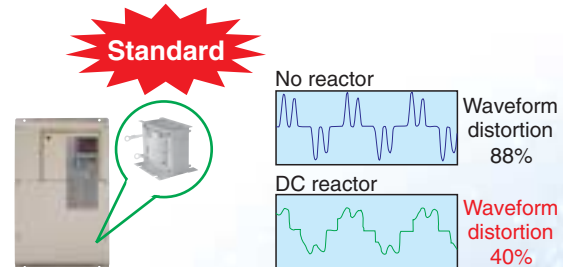 Standard
No reactor
Waveform
distortion
88%
DC reactor
Waveform
distortion
40%